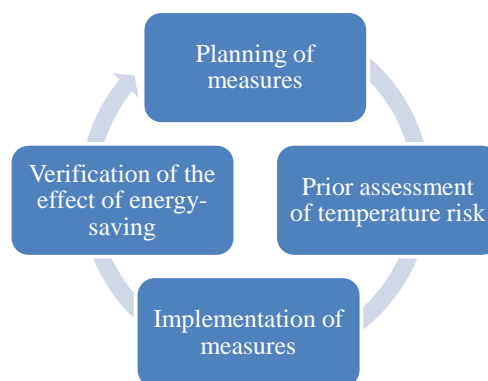 Planning of
measures
Prior assessment
of temperature risk
Implementation of
measures
Verification of the
effect of energy-
saving